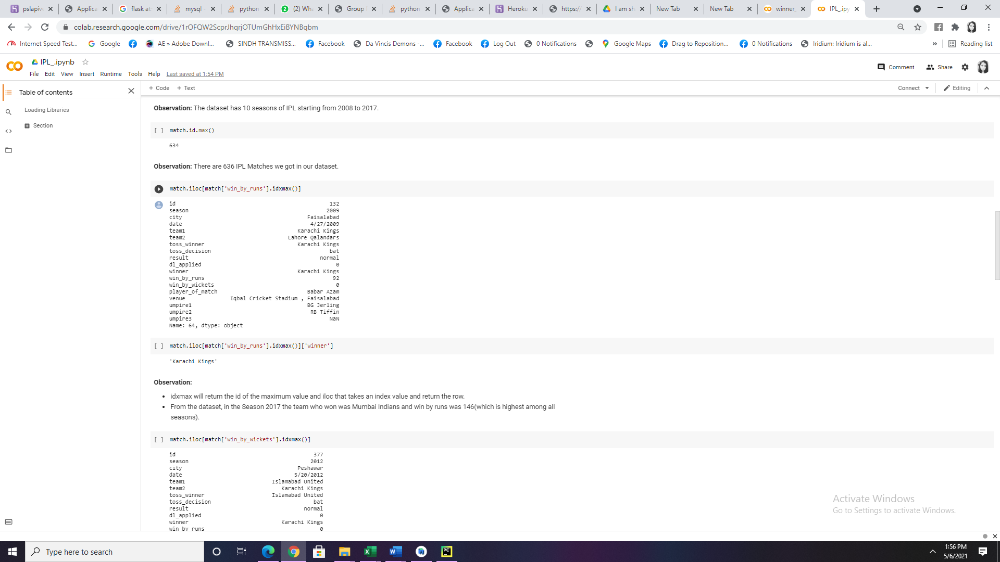 pslapiv
Applica
flask at
mysql -
python
(2) Wha
Group
python
Applica
Heroku
https:/
I am sh
New Tab
New Tab
winner_
IPL_.ipy
colab.research.google.com/drive/1rOFQW2ScprJhqrjOTUmGhHxEiBYNBqbm
Internet Speed Test...
Google
AE » Adobe Downl...
SINDH TRANSMISS...
Facebook
Da Vincis Demons -...
Facebook
Log Out
0 Notifications
Google Maps
Drag to Reposition...
0 Notifications
Iridium: Iridium is al...
»
Reading list
IPL_.ipynb
File Edit View Insert Runtime Tools Help Last saved at 1:54 PM
Comment Share
Table of contents
Loading Libraries
Section
+ Code + Text
Connect
Editing
Observation: The dataset has 10 seasons of IPL starting from 2008 to 2017.
[ ] match.id.max()
634
Observation: There are 636 IPL Matches we got in our dataset.
match.iloc[match['win_by_runs'].idxmax()]
id 132
season 2009
city Faisalabad
date 4/27/2009
team1 Karachi Kings
team2 Lahore Qalandars
toss_winner Karachi Kings
toss_decision bat
result normal
dl_applied 0
winner Karachi Kings
win_by_runs 92
win_by_wickets 0
player_of_match Babar Azam
venue Iqbal Cricket Stadium , Faisalabad
umpire1 BG Jerling
umpire2 RB Tiffin
umpire3 NaN
Name: 64, dtype: object
[ ] match.iloc[match['win_by_runs'].idxmax()]['winner']
'Karachi Kings'
Observation:
• idxmax will return the id of the maximum value and iloc that takes an index value and return the row.
• From the dataset, in the Season 2017 the team who won was Mumbai Indians and win by runs was 146(which is highest among all
seasons).
[ ] match.iloc[match['win_by_wickets'].idxmax()]
id 377
season 2012
city Peshawar
date 5/20/2012
team1 Islamabad United
team2 Karachi Kings
toss_winner Islamabad United
toss_decision bat
result normal
dl_applied 0
winner Karachi Kings
win by runs 0
Activate Windows
Go to Settings to activate Windows.
Type here to search
1:56 PM
5/6/2021